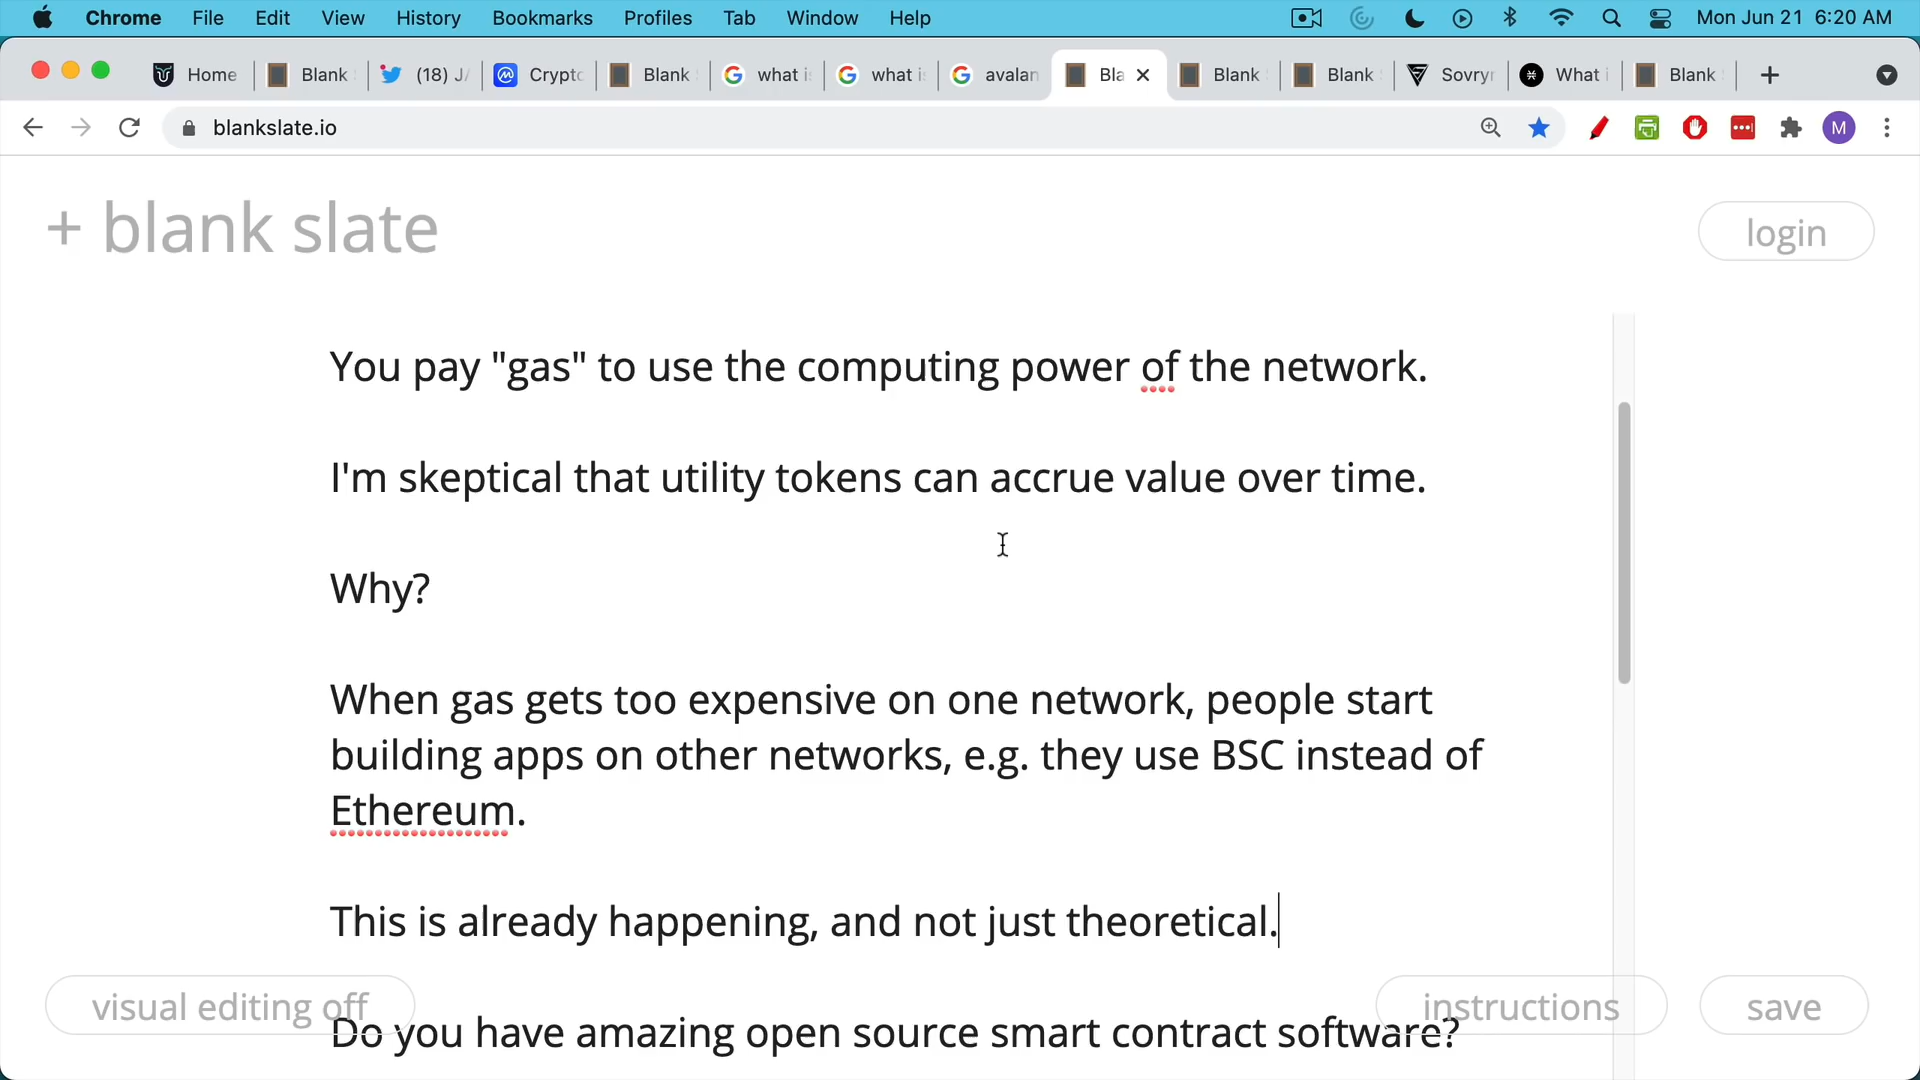 Chrome File Edit View History Bookmarks Profiles Tab Window Help Mon Jun 21 6:20 AM
Home Blank (18) JA Crypto Blank what is what is avalan Bla Blank Blank Sovryn What i Blank
blankslate.io M
+ blank slate login
You pay "gas" to use the computing power of the network.
I'm skeptical that utility tokens can accrue value over time.
Why?
When gas gets too expensive on one network, people start
building apps on other networks, e.g. they use BSC instead of
Ethereum.
This is already happening, and not just theoretical.
visual editing off instructions save
Do you have amazing open source smart contract software?